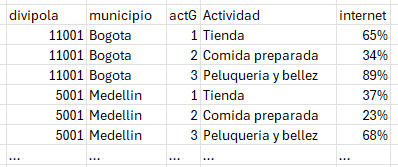 divipola municipio actG Actividad internet
11001 Bogota 1 Tienda 65%
11001 Bogota 2 Comida preparada 34%
11001 Bogota 3 Peluqueria y bellez 89%
5001 Medellin 1 Tienda 37%
5001 Medellin 2 Comida preparada 23%
5001 Medellin 3 Peluqueria y bellez 68%
... ... ... ... ...